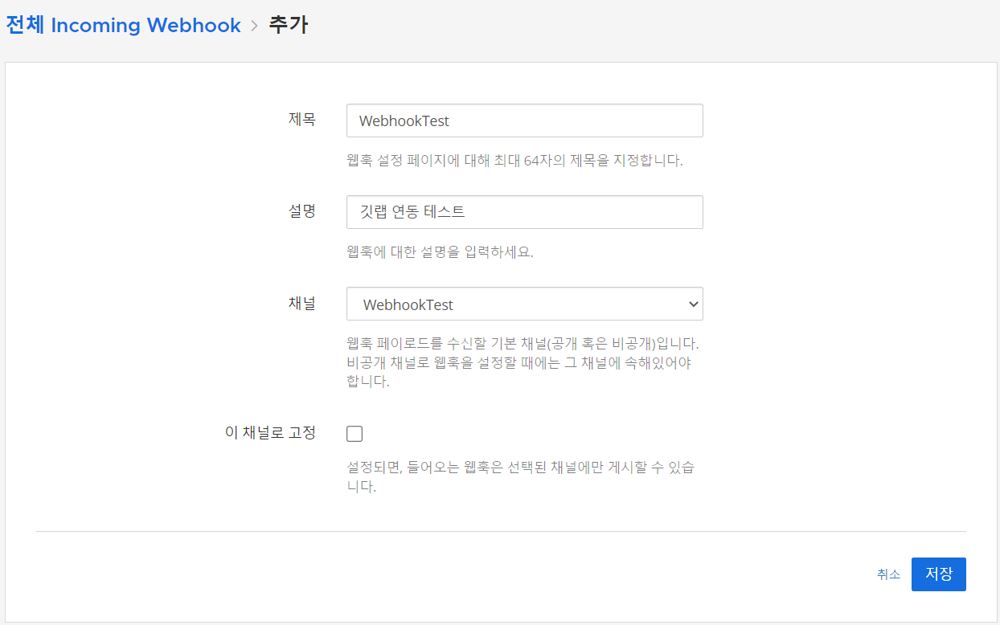 전체 Incoming Webhook > 추가
제목
WebhookTest
웹훅 설정 페이지에 대해 최대 64자의 제목을 지정합니다.
설명
깃랩 연동 테스트
웹훅에 대한 설명을 입력하세요.
채널
WebhookTest
웹훅 페이로드를 수신할 기본 채널(공개 혹은 비공개)입니다.
비공개 채널로 웹훅을 설정할 때에는 그 채널에 속해있어야
합니다.
이 채널로 고정
설정되면, 들어오는 웹훅은 선택된 채널에만 게시할 수 있습
니다.
취소
저장